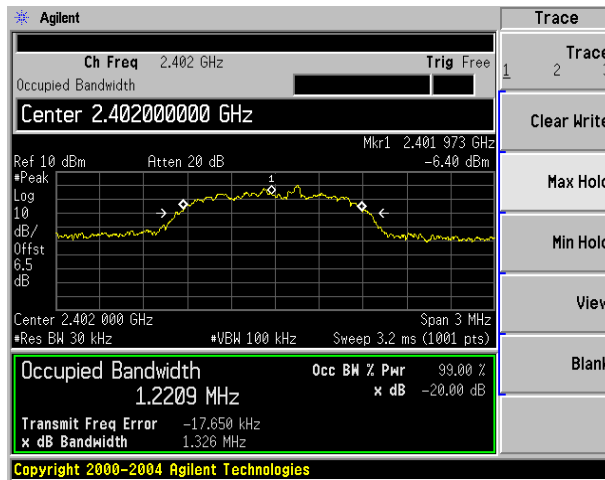 Agilent
Trace
Ch Freq 2.402 GHz Trig Free
Occupied Bandwidth
Center 2.402000000 GHz
Mkr1 2.401 973 GHz
Ref 10 dBm Atten 20 dB -6.40 dBm
#Peak
Log
10
dB/
Offst
6.5
dB
1
Center 2.402 000 GHz Span 3 MHz
#Res BW 30 kHz #VBW 100 kHz Sweep 3.2 ms (1001 pts)
Occupied Bandwidth Occ BW % Pwr 99.00 %
1.2209 MHz x dB -20.00 dB
Transmit Freq Error -17.650 kHz
x dB Bandwidth 1.326 MHz
Copyright 2000-2004 Agilent Technologies
Trace
1 2
Clear Write
Max Hold
Min Hold
View
Blank